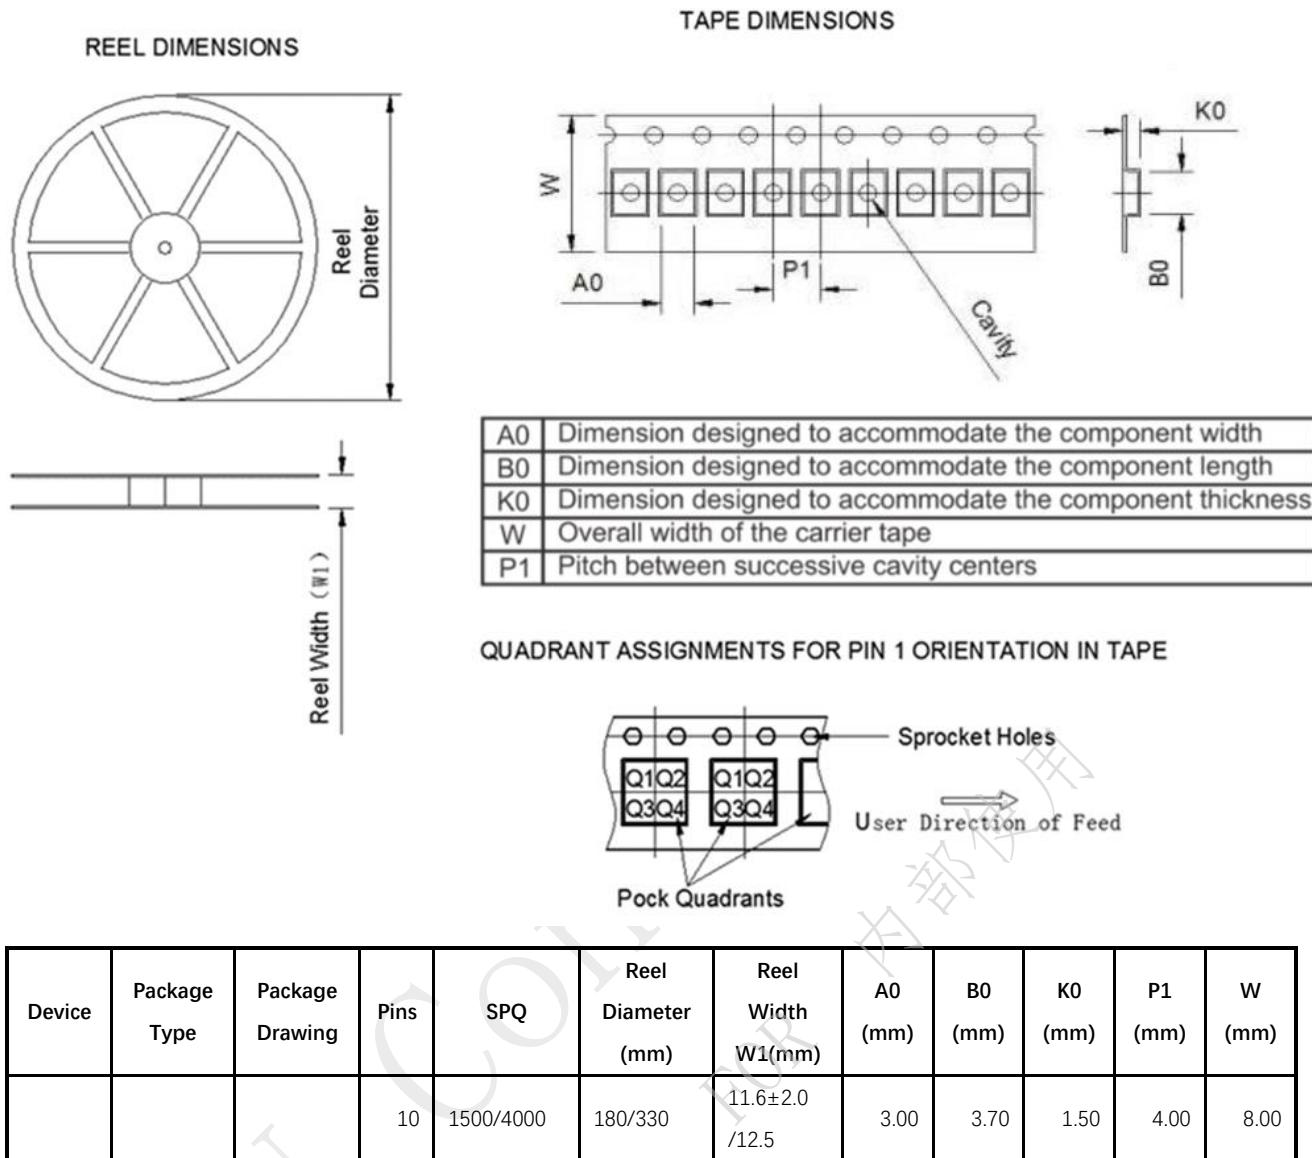 REEL DIMENSIONS
TAPE DIMENSIONS
Reel
Diameter
Reel Width (W1)
W
A0
P1
Cavity
K0
B0
A0 Dimension designed to accommodate the component width
B0 Dimension designed to accommodate the component length
K0 Dimension designed to accommodate the component thickness
W Overall width of the carrier tape
P1 Pitch between successive cavity centers
QUADRANT ASSIGNMENTS FOR PIN 1 ORIENTATION IN TAPE
Sprocket Holes
Q1 Q2 Q1 Q2
Q3 Q4 Q3 Q4
User Direction of Feed
Pock Quadrants
内部使用
FOR
Device Package Type Package Drawing Pins SPQ Reel Diameter (mm) Reel Width W1(mm) A0 (mm) B0 (mm) K0 (mm) P1 (mm) W (mm)
10 1500/4000 180/330 11.6±2.0 /12.5 3.00 3.70 1.50 4.00 8.00